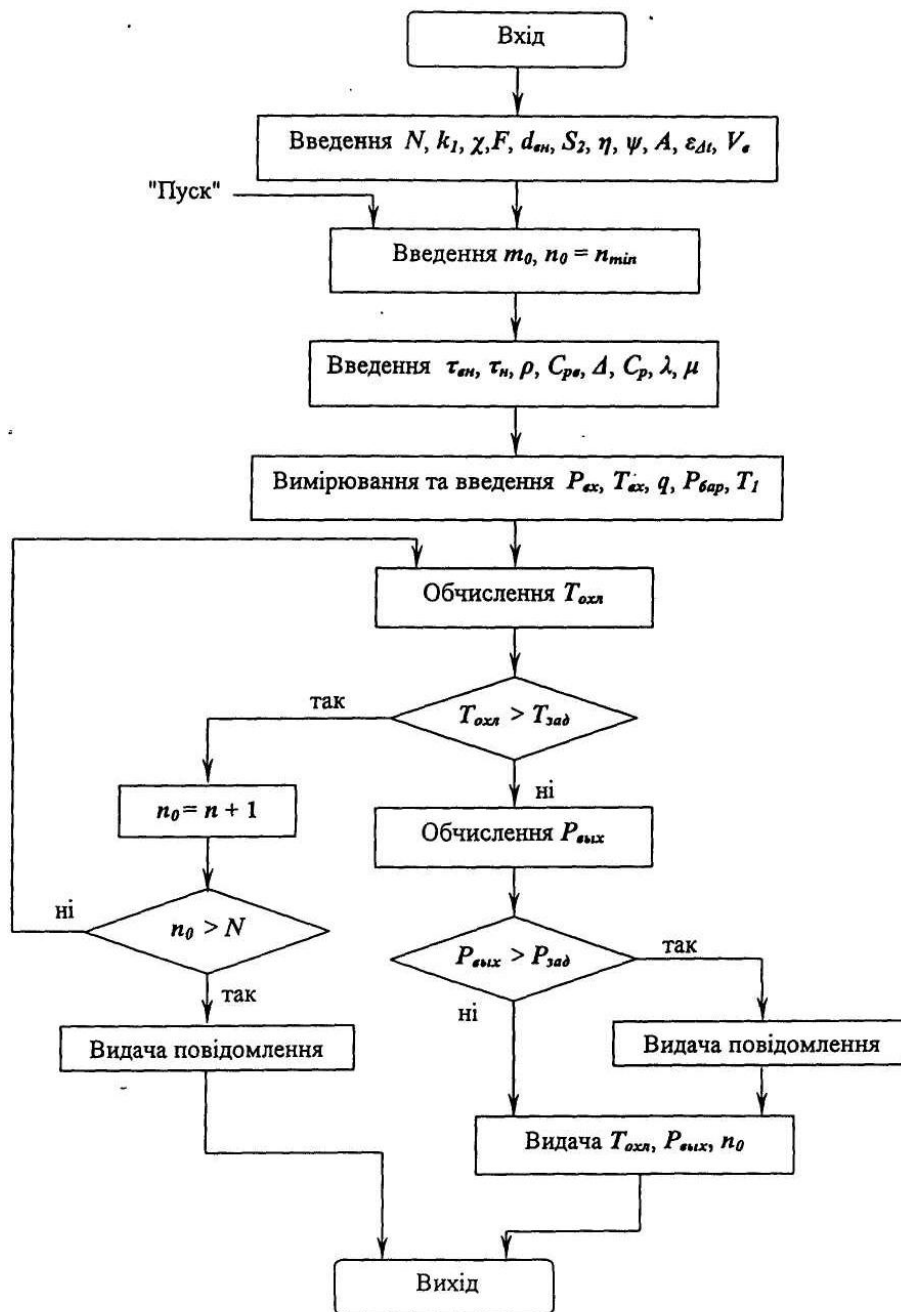 Вхід
Введення N, k₁, χ, F, dвн, S₂, η, ψ, A, εΔt, Vв
"Пуск"
Введення m₀, n₀ = nmin
Введення τвн, τн, ρ, Cрв, Δ, Cр, λ, μ
Вимірювання та введення Pвх, Tвх, q, Pбар, T₁
Обчислення Tохл
так
Tохл > Tзад
ні
n₀ = n + 1
Обчислення Pвых
ні
n₀ > N
Pвых > Pзад
так
так
ні
Видача повідомлення
Видача повідомлення
Видача Tохл, Pвых, n₀
Вихід